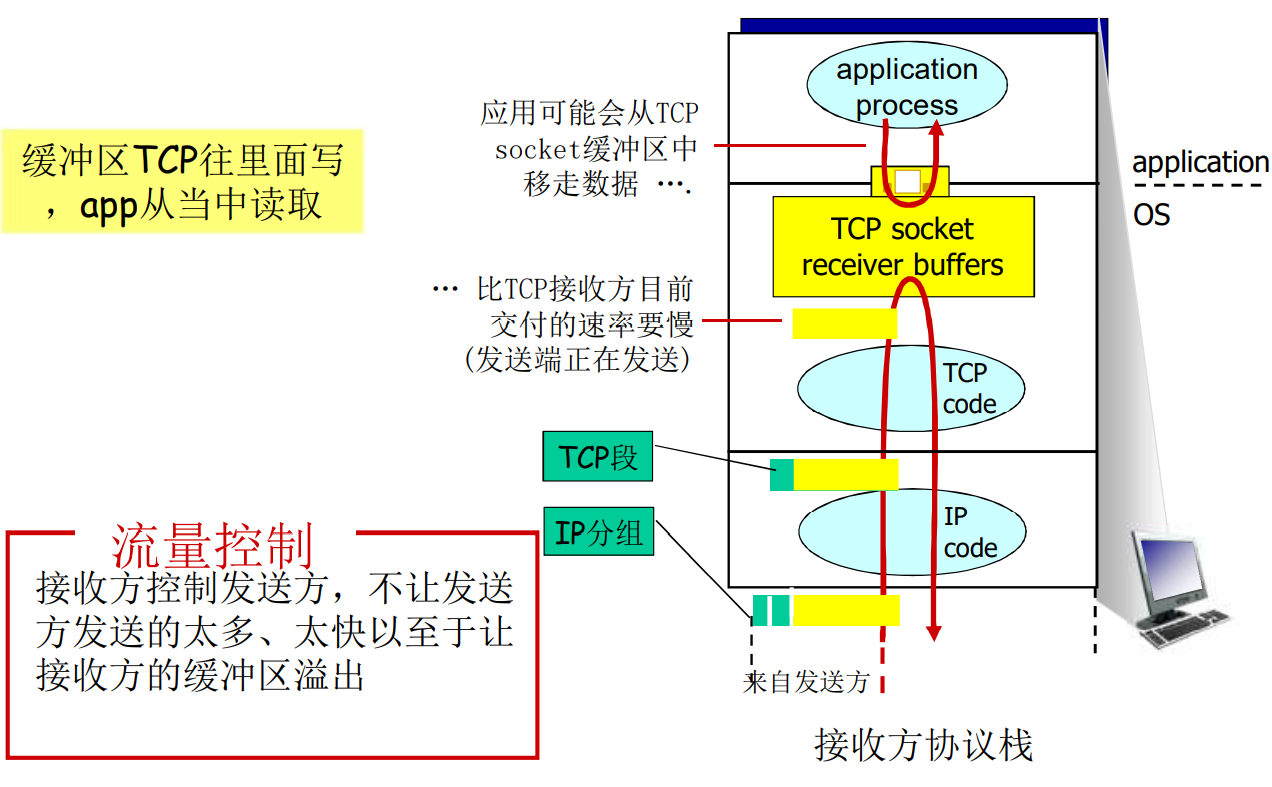 缓冲区TCP往里面写
，app从当中读取
应用可能会从TCP
socket缓冲区中
移走数据 ….
… 比TCP接收方目前
交付的速率要慢
(发送端正在发送)
TCP段
IP分组
流量控制
接收方控制发送方，不让发送
方发送的太多、太快以至于让
接收方的缓冲区溢出
application
process
TCP socket
receiver buffers
TCP
code
IP
code
来自发送方
接收方协议栈
application
OS